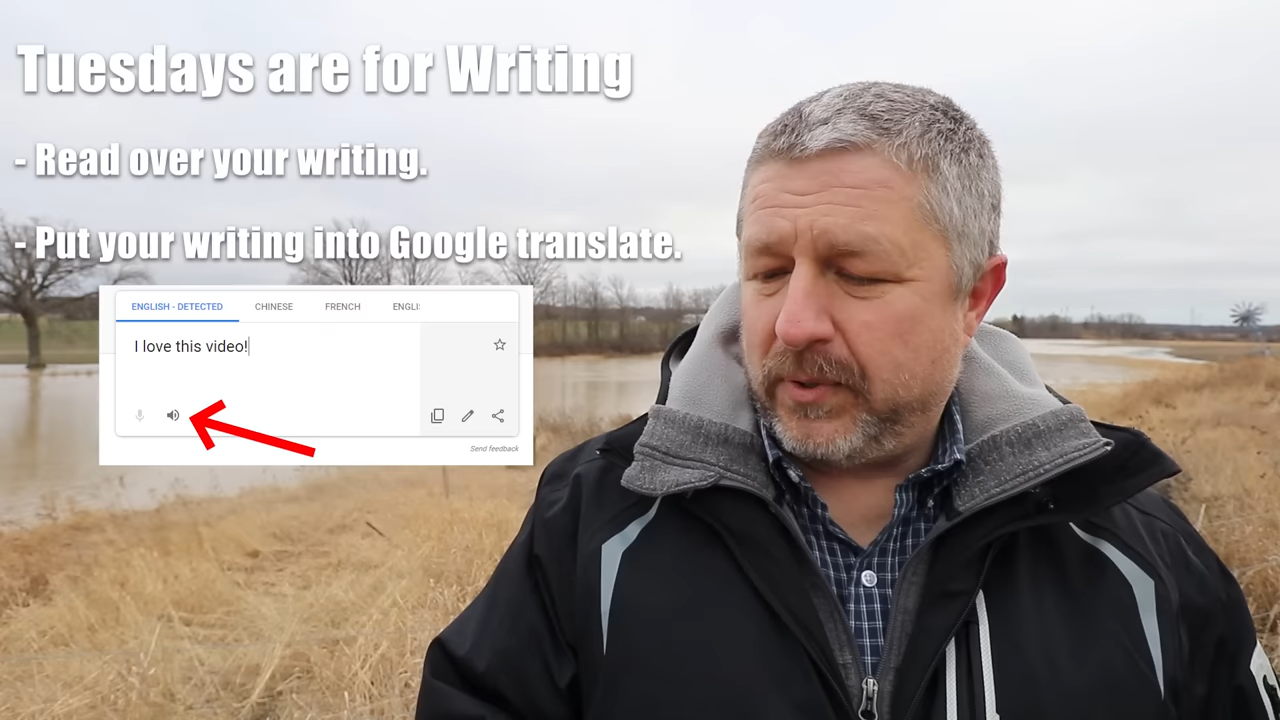 Tuesdays are for Writing
- Read over your writing.
- Put your writing into Google translate.
ENGLISH - DETECTED CHINESE FRENCH ENGLI
I love this video!
Send feedback